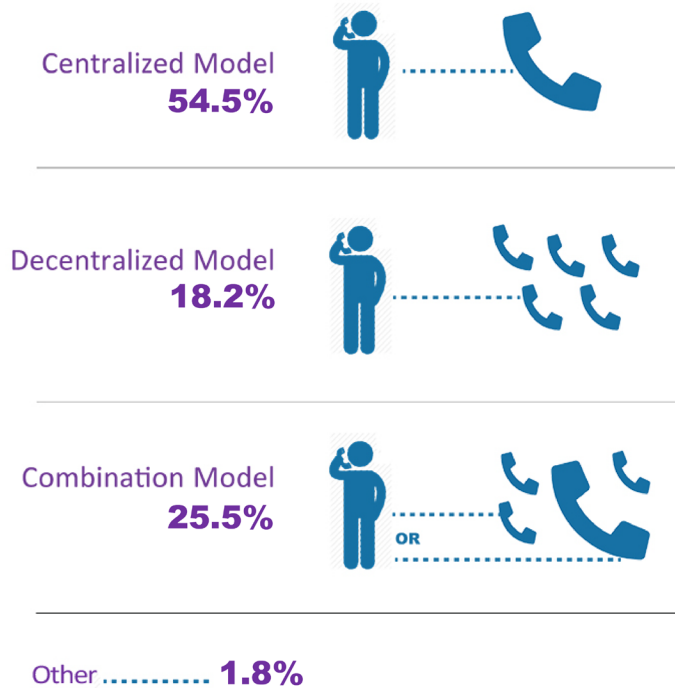 Centralized Model
54.5%
Decentralized Model
18.2%
Combination Model
25.5%
OR
Other .......... 1.8%